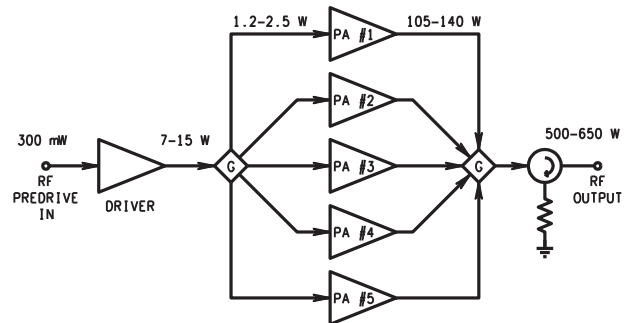 1.2-2.5 W
105-140 W
PA #1
PA #2
300 mW
7-15 W
500-650 W
G
PA #3
G
RF
PREDRIVE
IN
DRIVER
RF
OUTPUT
PA #4
PA #5